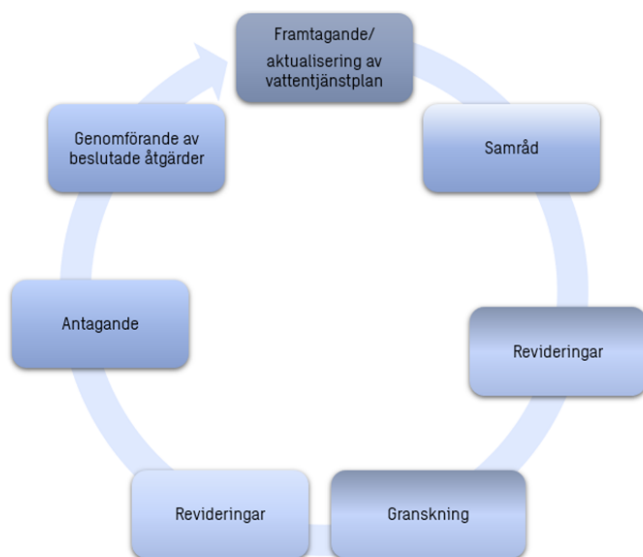 Framtagande/
aktualisering av
vattentjänstplan
Samråd
Revideringar
Granskning
Revideringar
Antagande
Genomförande av
beslutade åtgärder